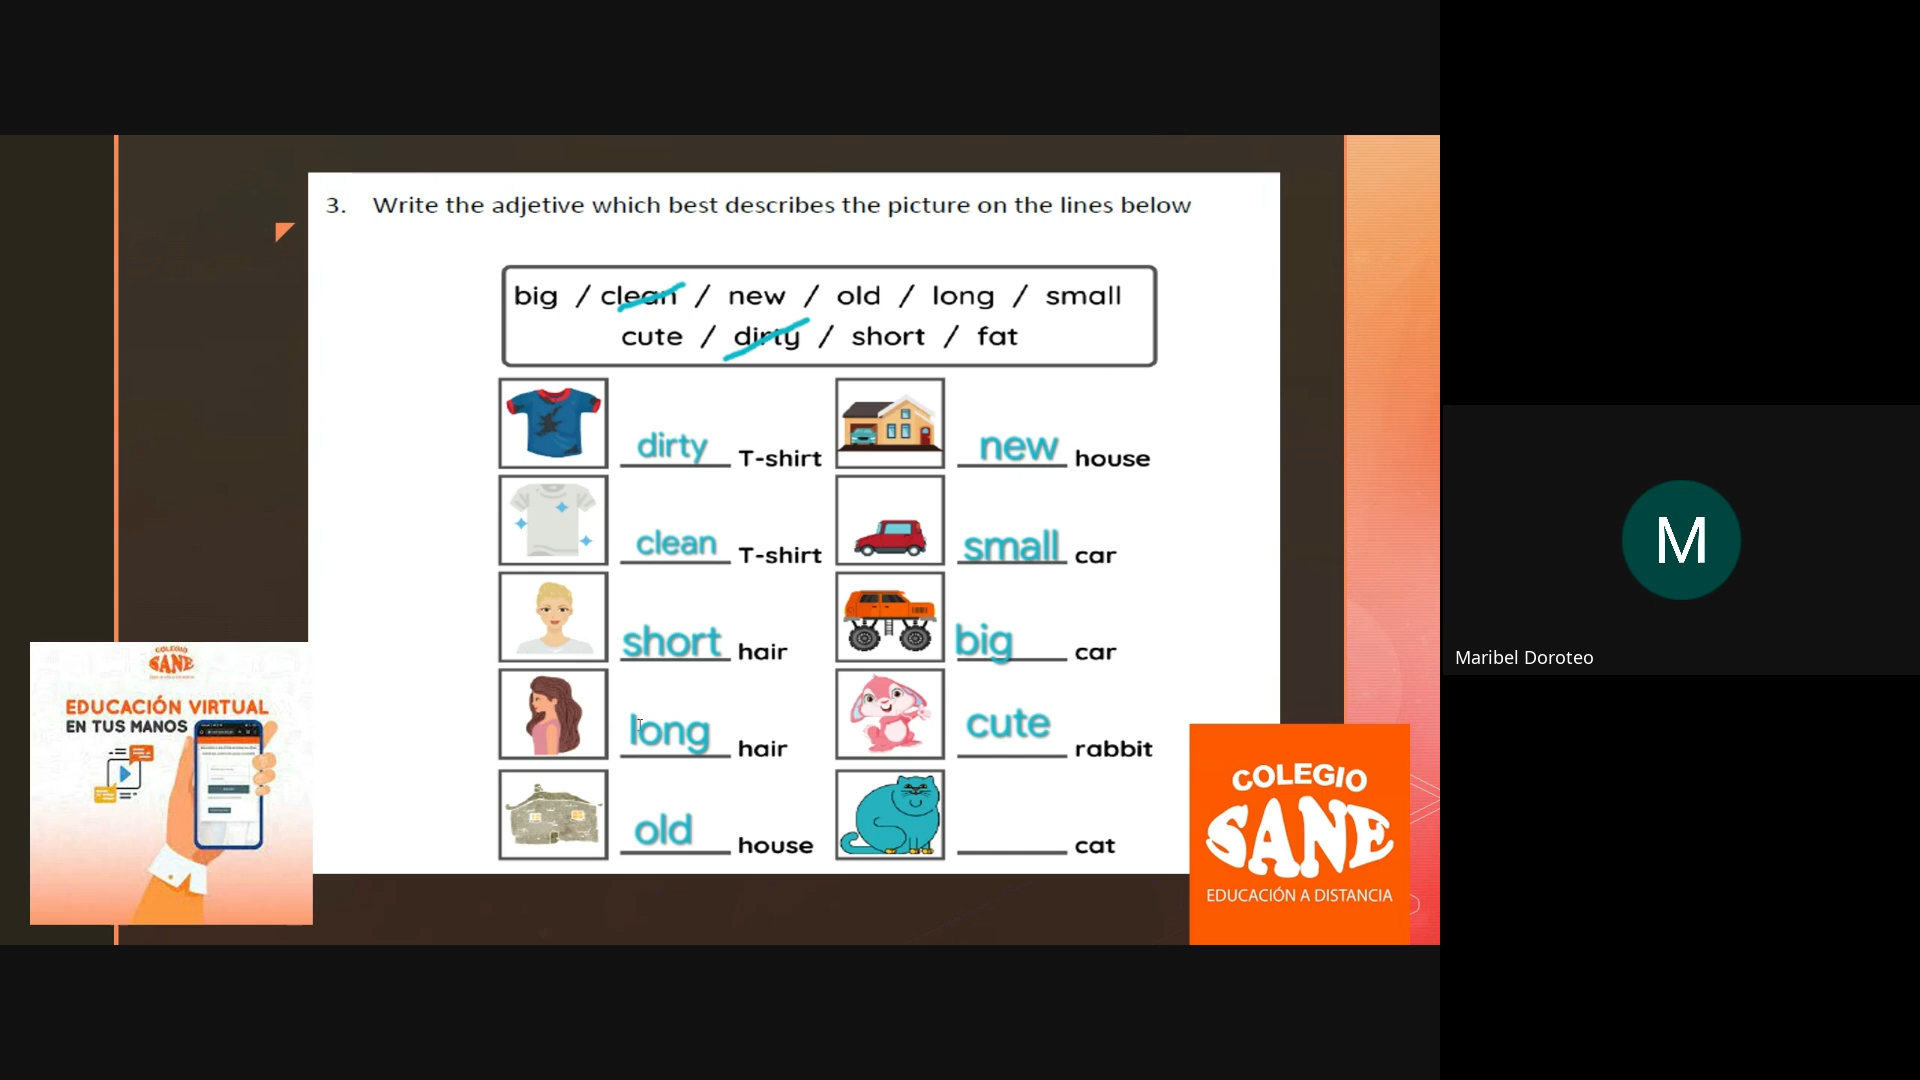 3. Write the adjetive which best describes the picture on the lines below
big / clean / new / old / long / small
cute / dirty / short / fat
dirty T-shirt
new house
clean T-shirt
small car
short hair
big car
long hair
cute rabbit
old house
cat
COLEGIO
SANE
EDUCACIÓN VIRTUAL
EN TUS MANOS
COLEGIO
SANE
EDUCACIÓN A DISTANCIA
M
Maribel Doroteo